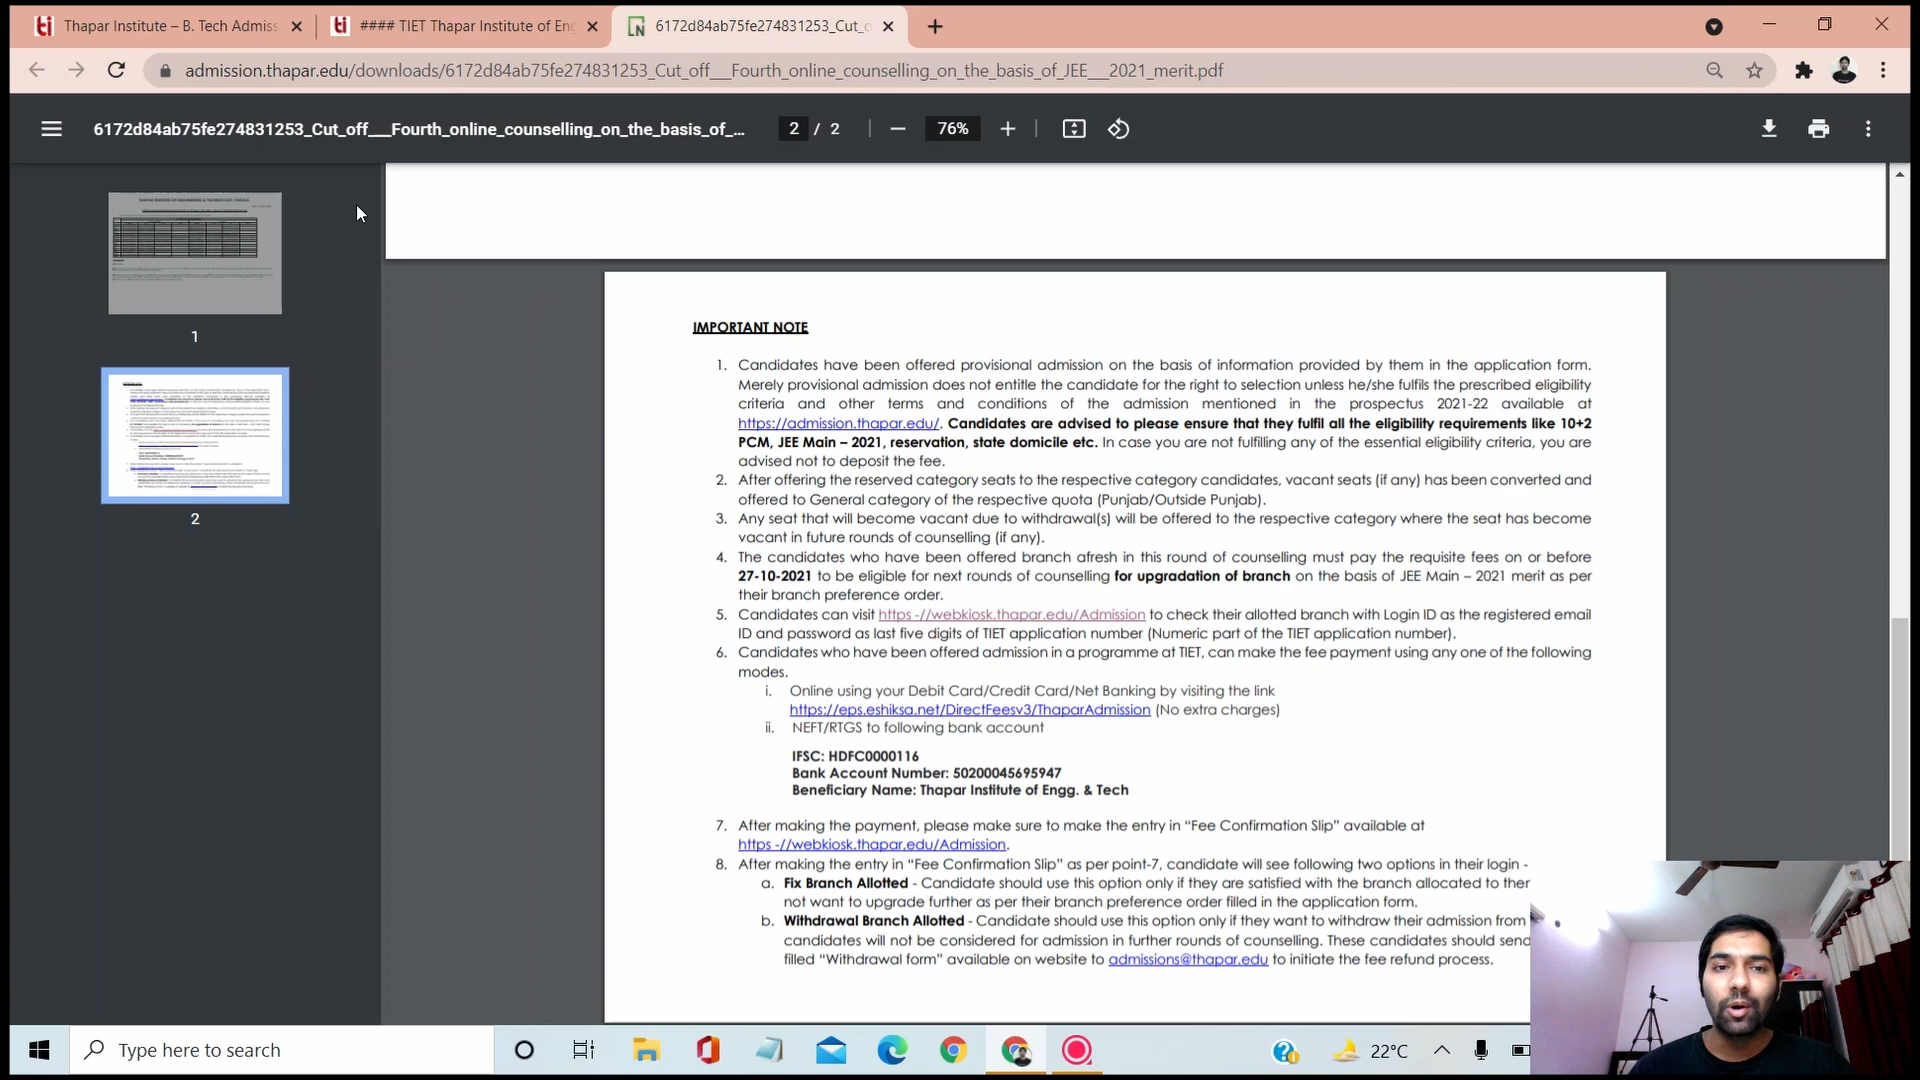 Thapar Institute – B. Tech Admiss
#### TIET Thapar Institute of Eng
6172d84ab75fe274831253_Cut_o
admission.thapar.edu/downloads/6172d84ab75fe274831253_Cut_off___Fourth_online_counselling_on_the_basis_of_JEE___2021_merit.pdf
6172d84ab75fe274831253_Cut_off___Fourth_online_counselling_on_the_basis_of_...
2 / 2
76%
1
2
IMPORTANT NOTE
1. Candidates have been offered provisional admission on the basis of information provided by them in the application form.
Merely provisional admission does not entitle the candidate for the right to selection unless he/she fulfils the prescribed eligibility
criteria and other terms and conditions of the admission mentioned in the prospectus 2021-22 available at
https://admission.thapar.edu/. Candidates are advised to please ensure that they fulfil all the eligibility requirements like 10+2
PCM, JEE Main – 2021, reservation, state domicile etc. In case you are not fulfilling any of the essential eligibility criteria, you are
advised not to deposit the fee.
2. After offering the reserved category seats to the respective category candidates, vacant seats (if any) has been converted and
offered to General category of the respective quota (Punjab/Outside Punjab).
3. Any seat that will become vacant due to withdrawal(s) will be offered to the respective category where the seat has become
vacant in future rounds of counselling (if any).
4. The candidates who have been offered branch afresh in this round of counselling must pay the requisite fees on or before
27-10-2021 to be eligible for next rounds of counselling for upgradation of branch on the basis of JEE Main – 2021 merit as per
their branch preference order.
5. Candidates can visit https -//webkiosk.thapar.edu/Admission to check their allotted branch with Login ID as the registered email
ID and password as last five digits of TIET application number (Numeric part of the TIET application number).
6. Candidates who have been offered admission in a programme at TIET, can make the fee payment using any one of the following
modes.
i. Online using your Debit Card/Credit Card/Net Banking by visiting the link
https://eps.eshiksa.net/DirectFeesv3/ThaparAdmission (No extra charges)
ii. NEFT/RTGS to following bank account
IFSC: HDFC0000116
Bank Account Number: 50200045695947
Beneficiary Name: Thapar Institute of Engg. & Tech
7. After making the payment, please make sure to make the entry in “Fee Confirmation Slip” available at
https -//webkiosk.thapar.edu/Admission.
8. After making the entry in “Fee Confirmation Slip” as per point-7, candidate will see following two options in their login -
a. Fix Branch Allotted - Candidate should use this option only if they are satisfied with the branch allocated to
not want to upgrade further as per their branch preference order filled in the application form.
b. Withdrawal Branch Allotted - Candidate should use this option only if they want to withdraw their admission from
candidates will not be considered for admission in further rounds of counselling. These candidates should send
filled “Withdrawal form” available on website to admissions@thapar.edu to initiate the fee refund process.
Type here to search
22°C